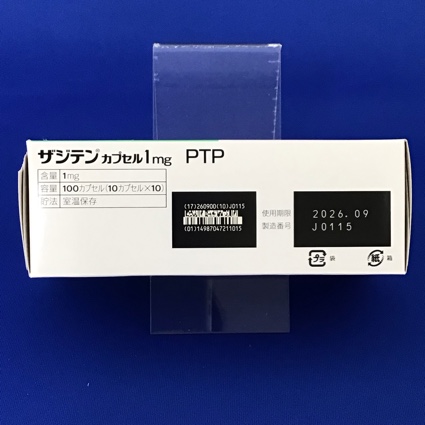 ザジテン®カプセル1mg PTP
含量 1mg
容量 100カプセル(10カプセル×10)
貯法 室温保存
(17)260900(10)J0115
(01)14987047211015
使用期限 2026.09
製造番号 J0115
プラ 袋
紙 箱